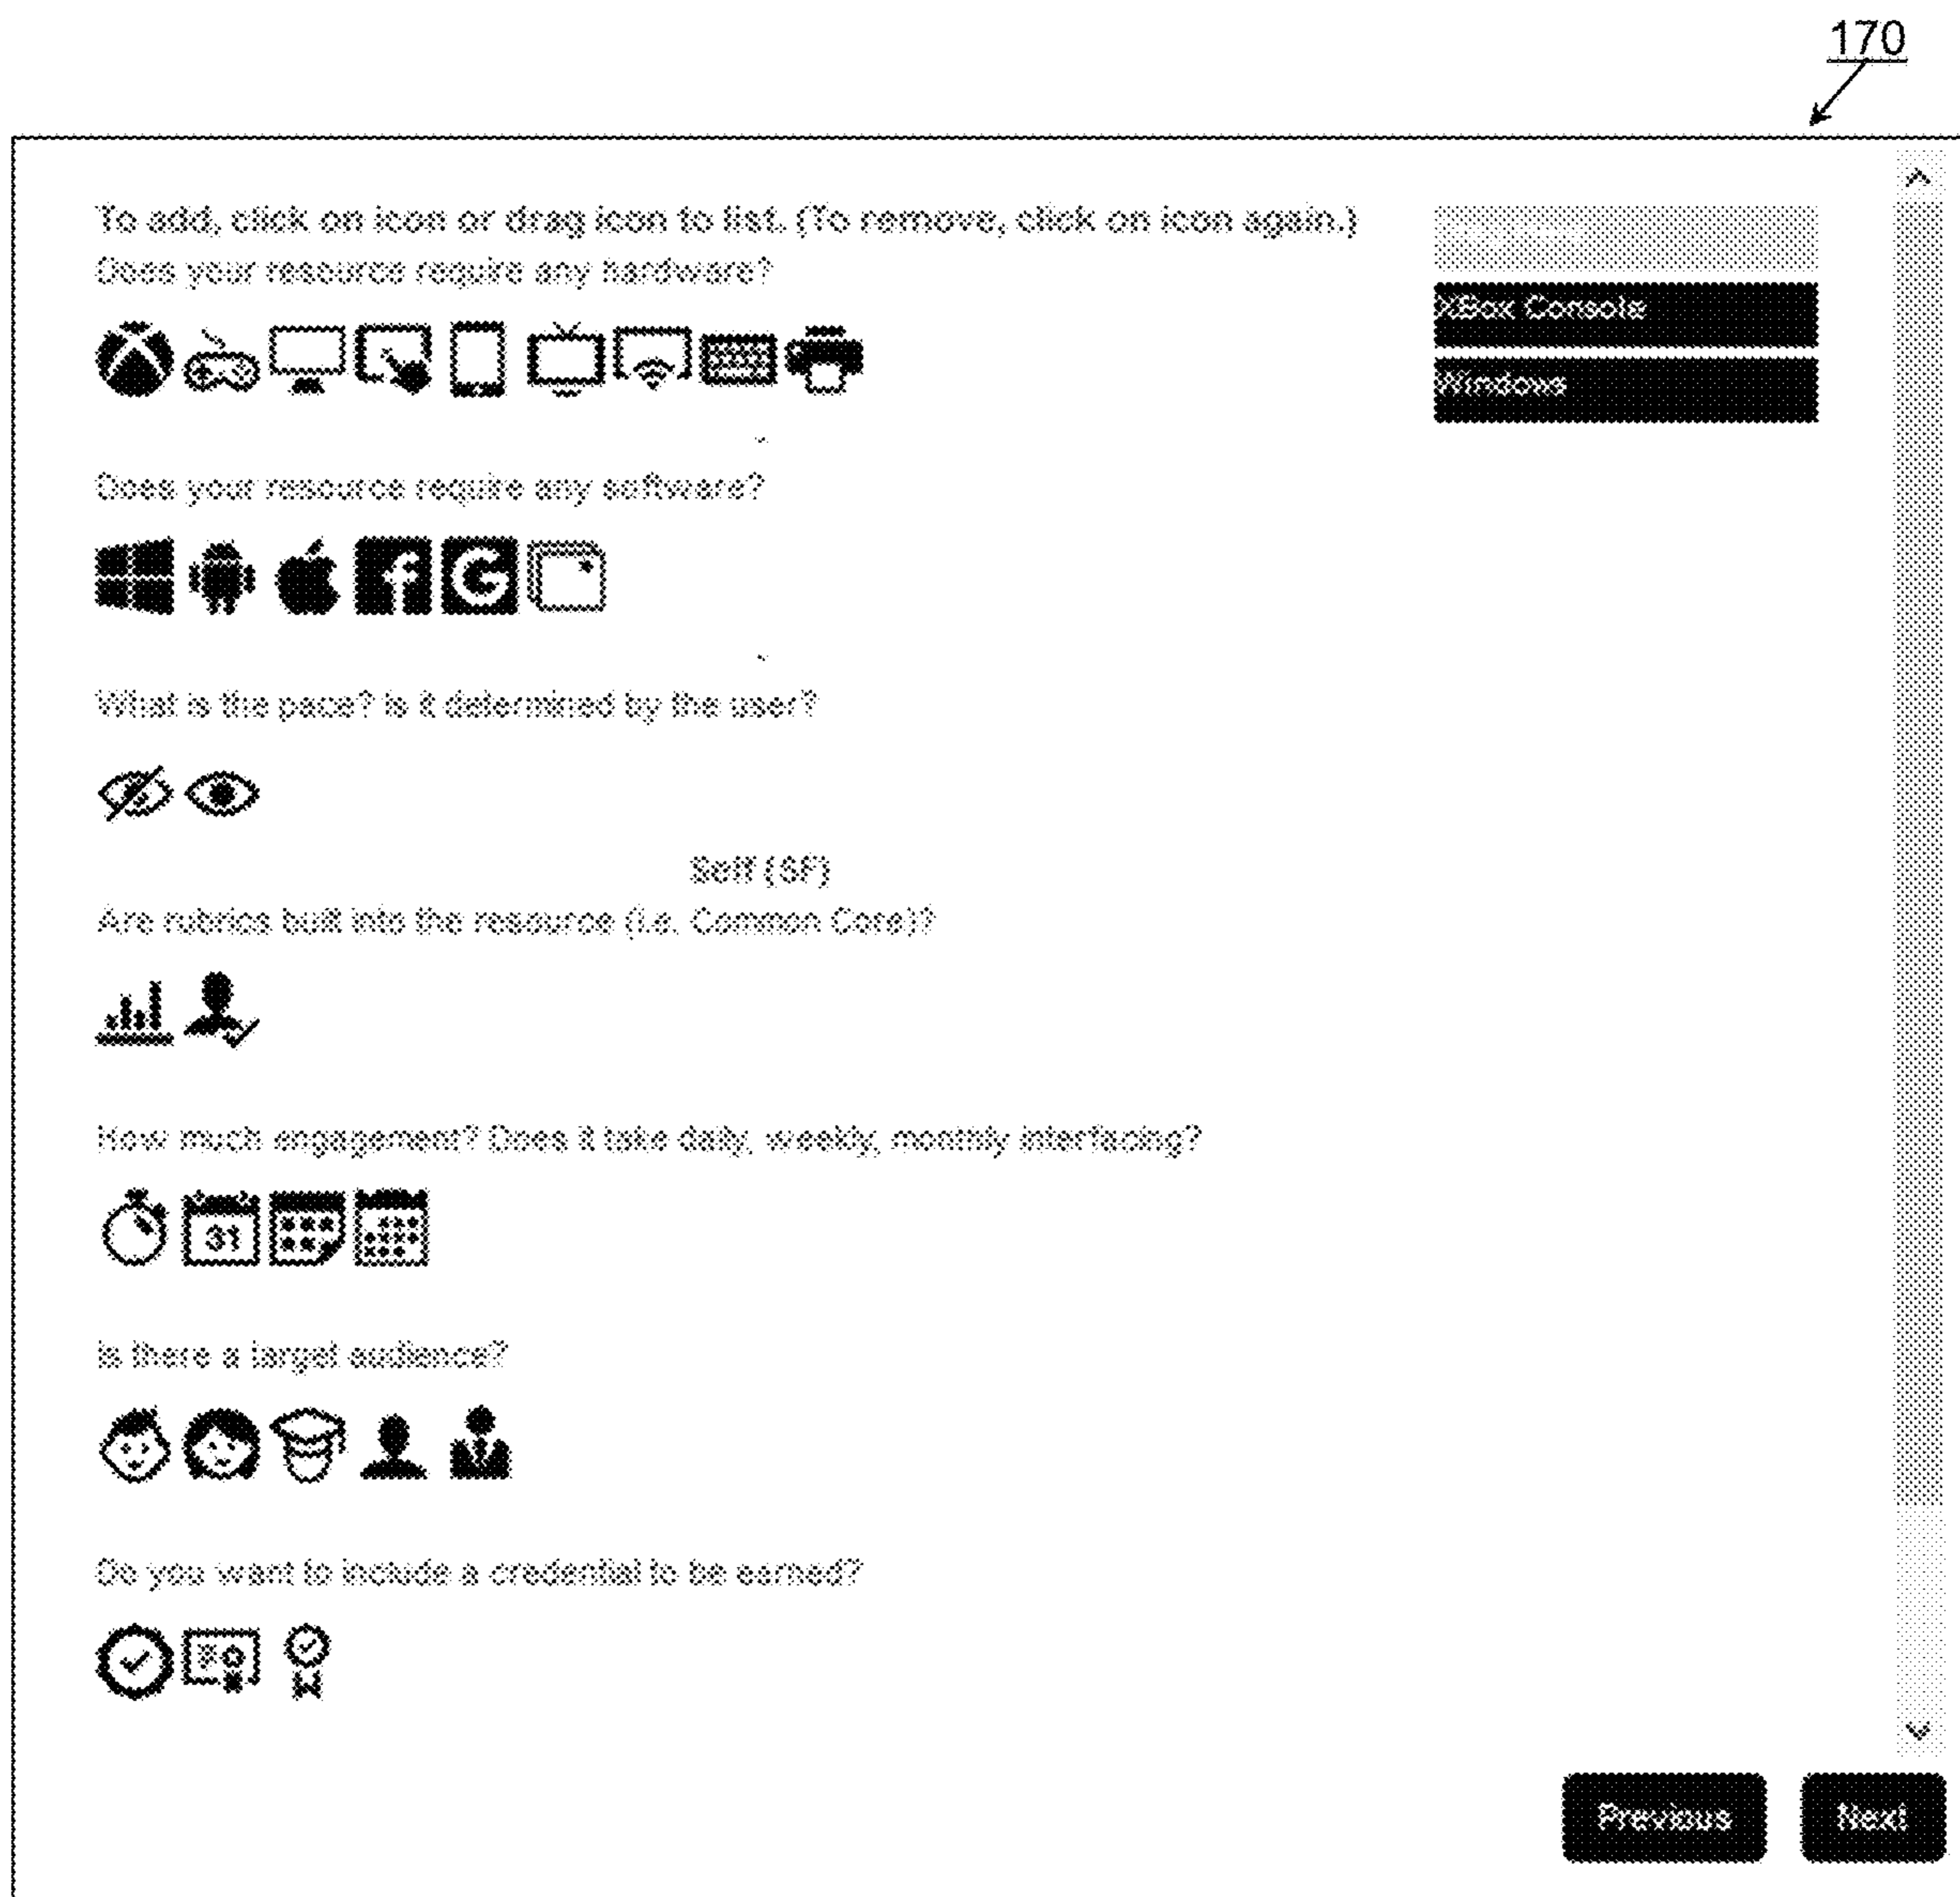 170
To add, click on icon or drag icon to list. (To remove, click on icon again.)
Does your resource require any hardware?
XBox Console
Windows
Does your resource require any software?
What is the pace? Is it determined by the user?
Self (SF)
Are rubrics built into the resource (i.e. Common Core)?
How much engagement? Does it take daily, weekly, monthly interfacing?
31
Is there a target audience?
Do you want to include a credential to be earned?
Previous
Next